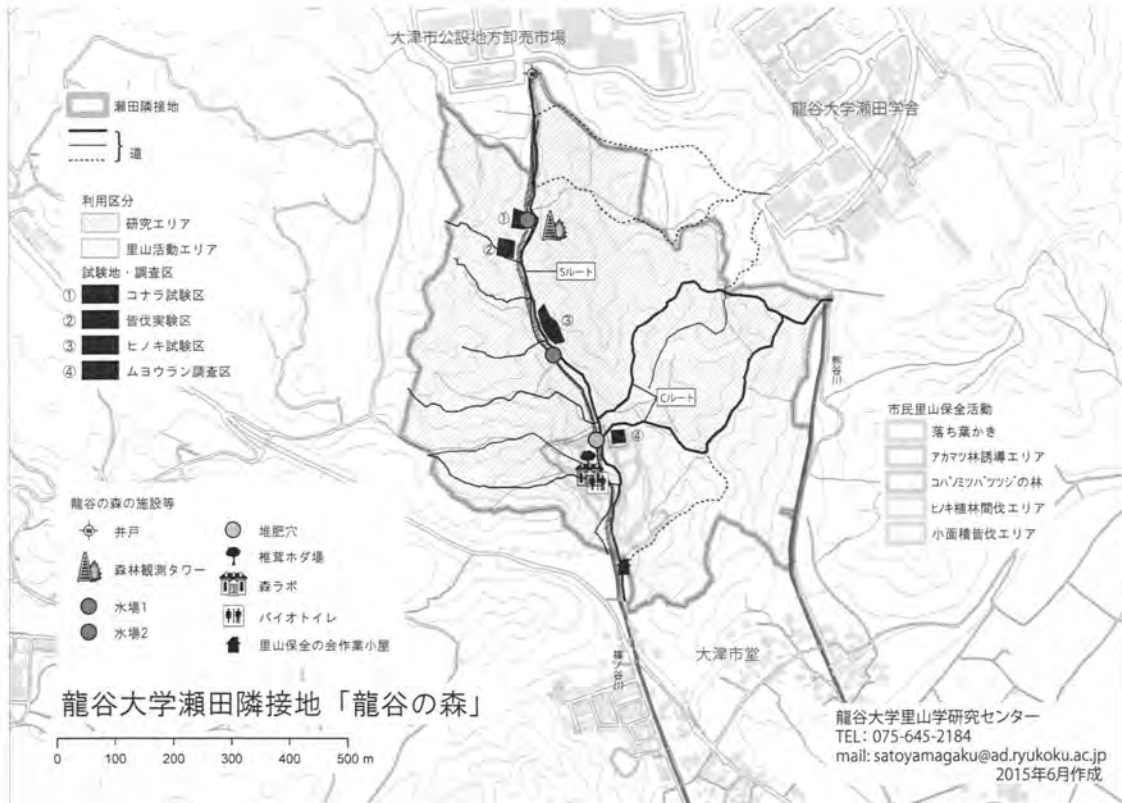 大津市公設地方卸売市場
龍谷大学瀬田学舎
瀬田隣接地
道
利用区分
研究エリア
里山活動エリア
試験地・調査区
① コナラ試験区
② 皆伐実験区
③ ヒノキ試験区
④ ムヨウラン調査区
①
②
Sルート
③
Cルート
④
熊谷川
市民里山保全活動
落ち葉かき
アカマツ林誘導エリア
コバノミツバツツジの林
ヒノキ植林間伐エリア
小面積皆伐エリア
龍谷の森の施設等
井戸
森林観測タワー
水場1
水場2
堆肥穴
椎茸ホダ場
森ラボ
バイオトイレ
里山保全の会作業小屋
大津市堂
龍谷大学瀬田隣接地「龍谷の森」
0 100 200 300 400 500 m
龍谷大学里山学研究センター
TEL: 075-645-2184
mail: satoyamagaku@ad.ryukoku.ac.jp
2015年6月作成